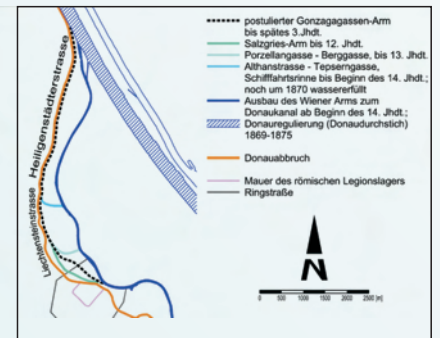 Heiligenstädterstrasse
Liechtensteinstrasse
postulierter Gonzagagassen-Arm
bis spätes 3.Jhdt.
Salzgries-Arm bis 12. Jhdt.
Porzellangasse - Berggasse, bis 13. Jhdt.
Althanstrasse - Tepserngasse,
Schifffahrtsrinne bis Beginn des 14. Jhdt.;
noch um 1870 wassererfüllt
Ausbau des Wiener Arms zum
Donaukanal ab Beginn des 14. Jhdt.;
Donauregulierung (Donaudurchstich)
1869-1875
Donauabbruch
Mauer des römischen Legionslagers
Ringstraße
N
0 500 1000 1500 2000 2500 [m]